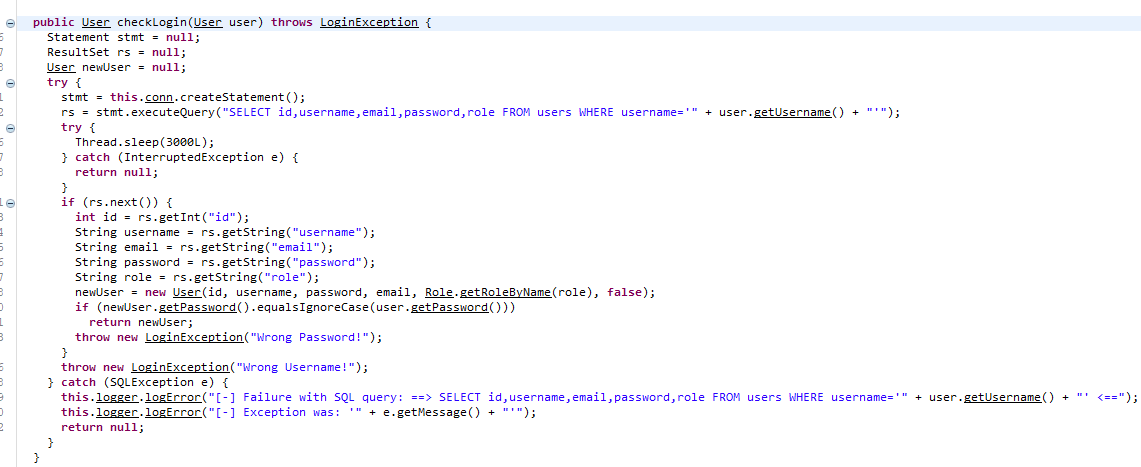 public User checkLogin(User user) throws LoginException {
Statement stmt = null;
ResultSet rs = null;
User newUser = null;
try {
stmt = this.conn.createStatement();
rs = stmt.executeQuery("SELECT id,username,email,password,role FROM users WHERE username='" + user.getUsername() + "'");
try {
Thread.sleep(3000L);
} catch (InterruptedException e) {
return null;
}
if (rs.next()) {
int id = rs.getInt("id");
String username = rs.getString("username");
String email = rs.getString("email");
String password = rs.getString("password");
String role = rs.getString("role");
newUser = new User(id, username, password, email, Role.getRoleByName(role), false);
if (newUser.getPassword().equalsIgnoreCase(user.getPassword()))
return newUser;
throw new LoginException("Wrong Password!");
}
throw new LoginException("Wrong Username!");
} catch (SQLException e) {
this.logger.logError("[-] Failure with SQL query: ==> SELECT id,username,email,password,role FROM users WHERE username='" + user.getUsername() + "' <==");
this.logger.logError("[-] Exception was: '" + e.getMessage() + "'");
return null;
}
}